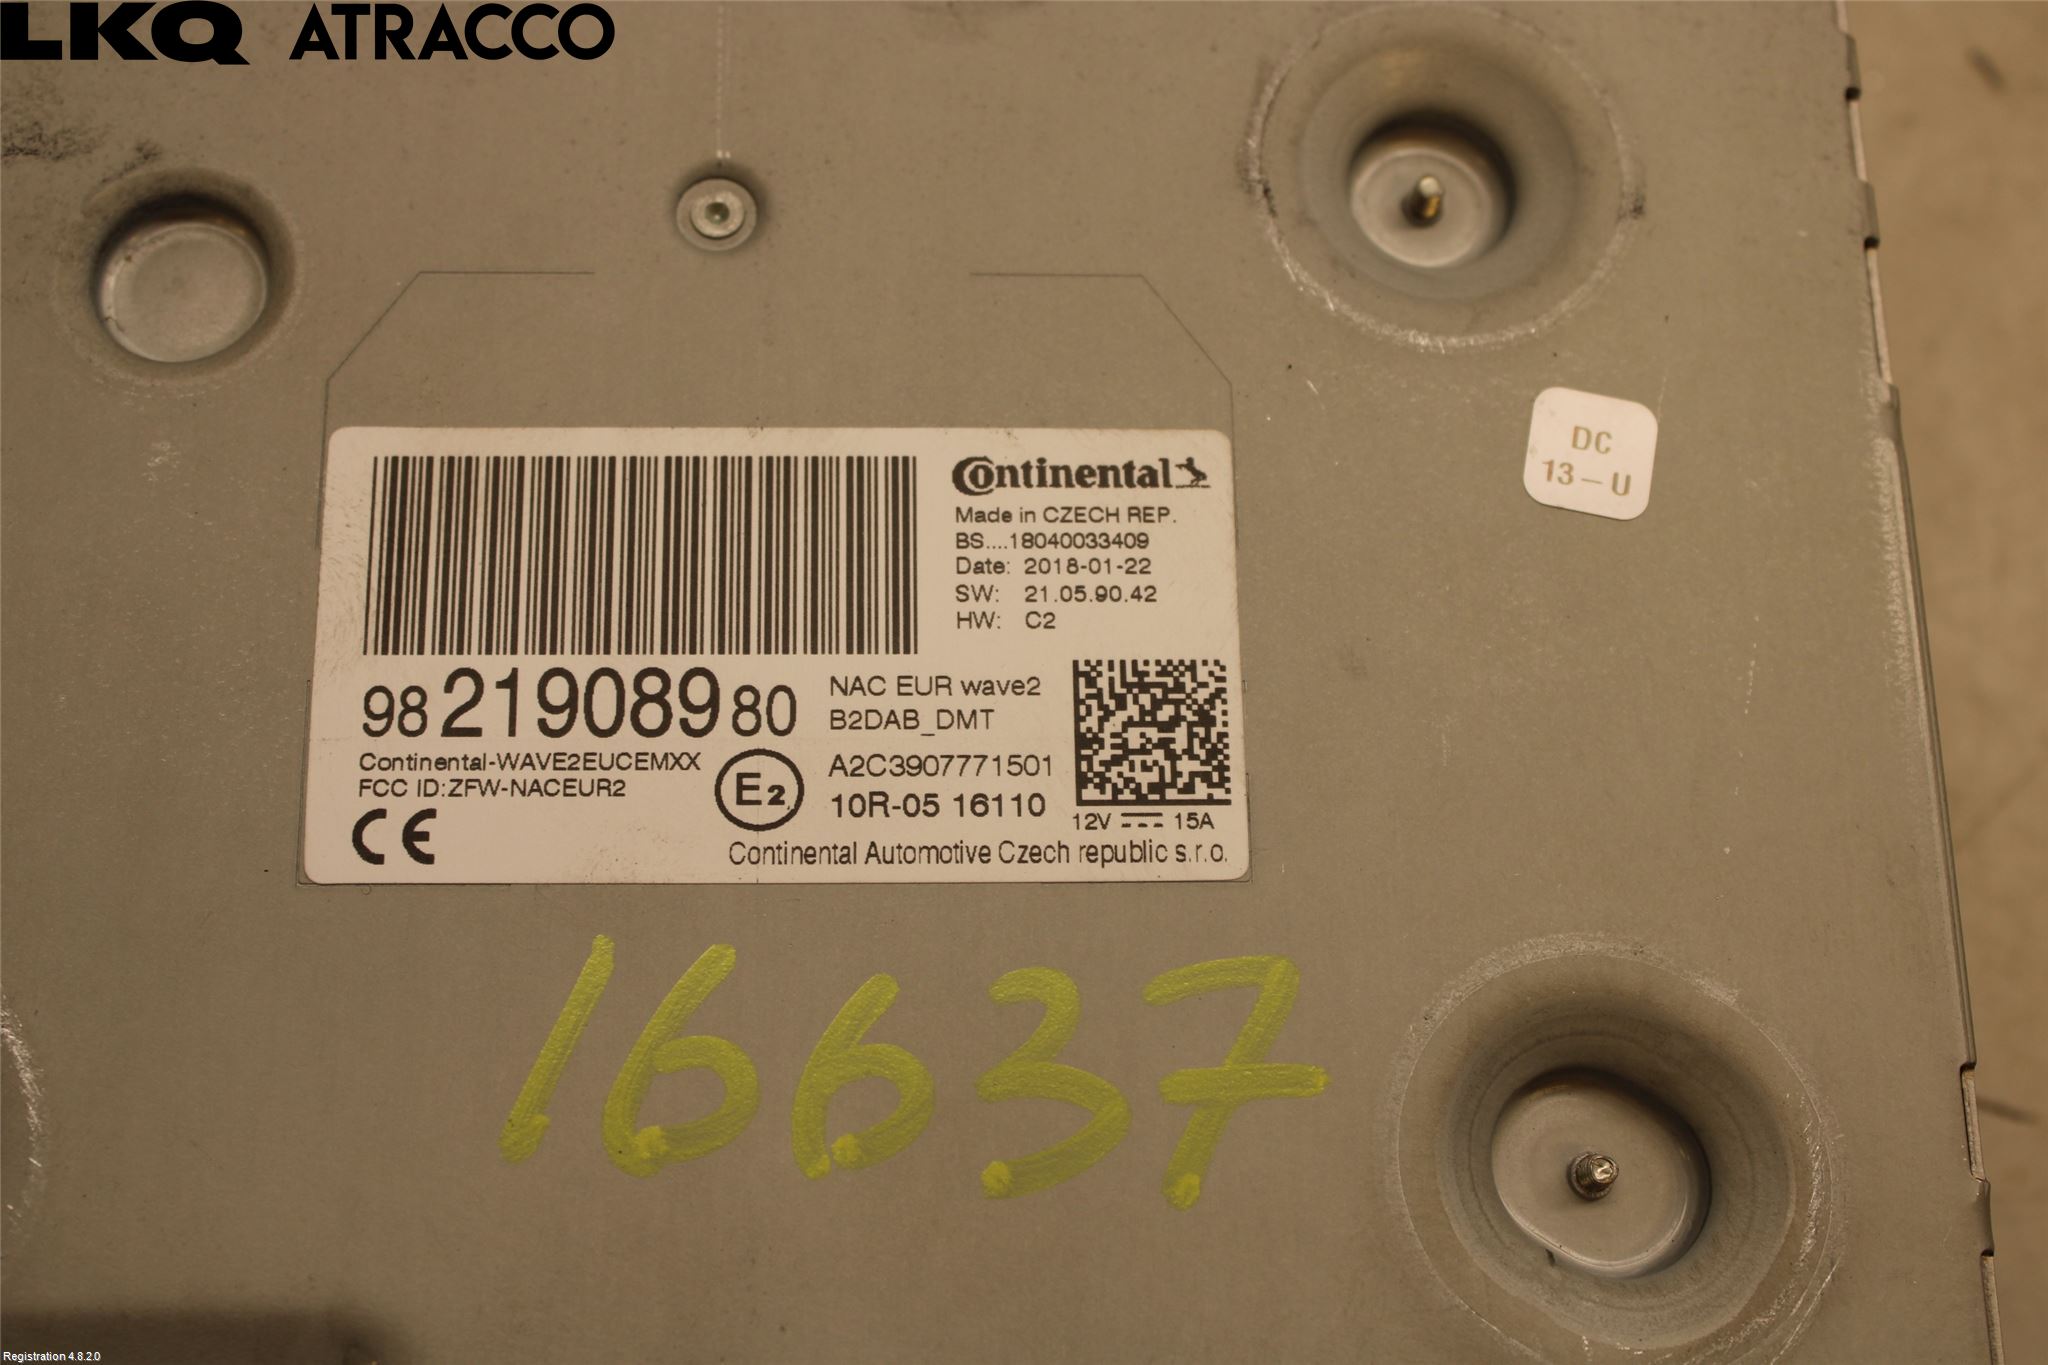 LKQ ATRACCO
DC
13-U
Continental
Made in CZECH REP.
BS....18040033409
Date: 2018-01-22
SW: 21.05.90.42
HW: C2
98 219089 80
NAC EUR wave2
B2DAB_DMT
Continental-WAVE2EUCEMXX
FCC ID:ZFW-NACEUR2
CE
E2
A2C3907771501
10R-05 16110
12V 15A
Continental Automotive Czech republic s.r.o.
16637
Registration 4.8.2.0